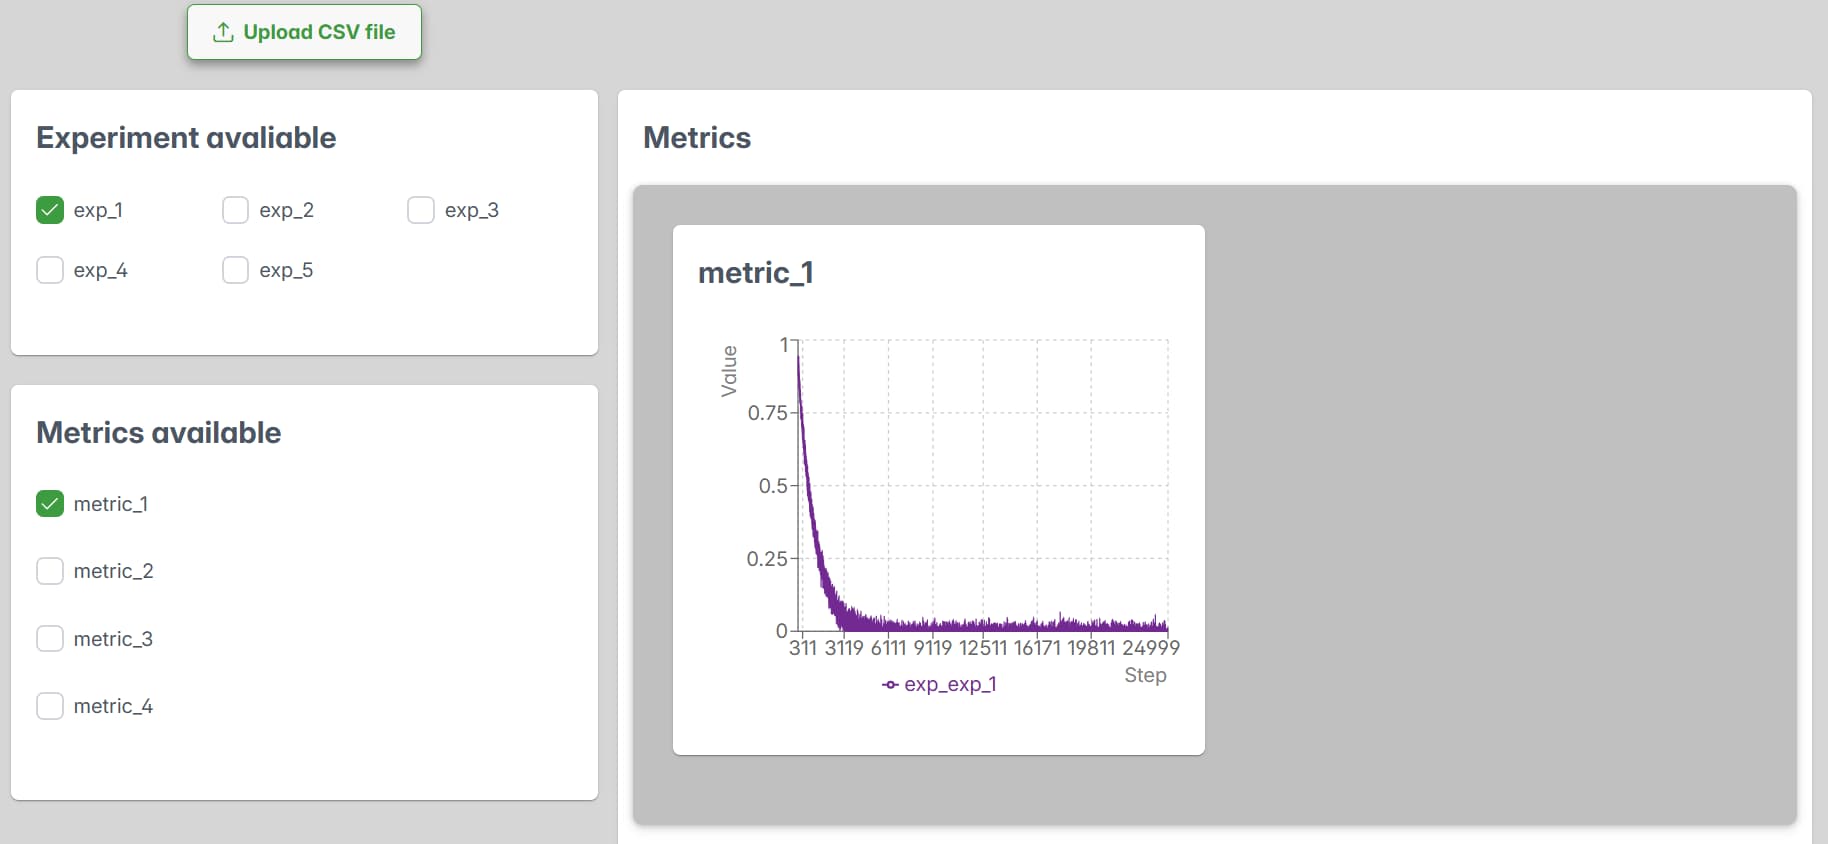 Upload CSV file
Experiment avaliable
exp_1 exp_2 exp_3
exp_4 exp_5
Metrics available
metric_1
metric_2
metric_3
metric_4
Metrics
metric_1
Value
1
0.75
0.5
0.25
0
311 3119 6111 9119 12511 16171 19811 24999
Step
exp_exp_1